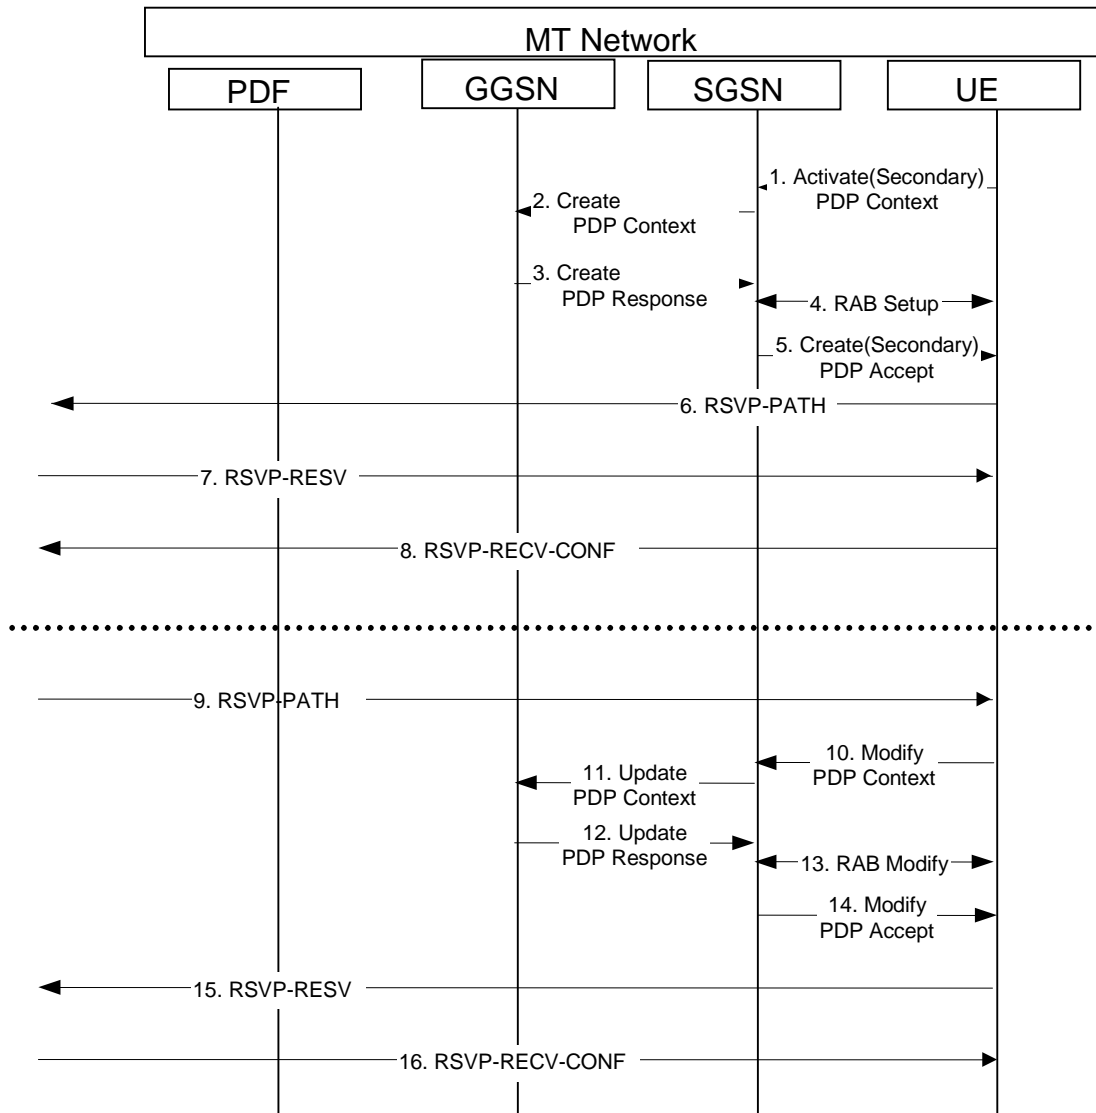 MT Network
PDF
GGSN
SGSN
UE
1. Activate(Secondary)
PDP Context
2. Create
PDP Context
3. Create
PDP Response
4. RAB Setup
5. Create(Secondary)
PDP Accept
6. RSVP-PATH
7. RSVP-RESV
8. RSVP-RECV-CONF
9. RSVP-PATH
10. Modify
PDP Context
11. Update
PDP Context
12. Update
PDP Response
13. RAB Modify
14. Modify
PDP Accept
15. RSVP-RESV
16. RSVP-RECV-CONF